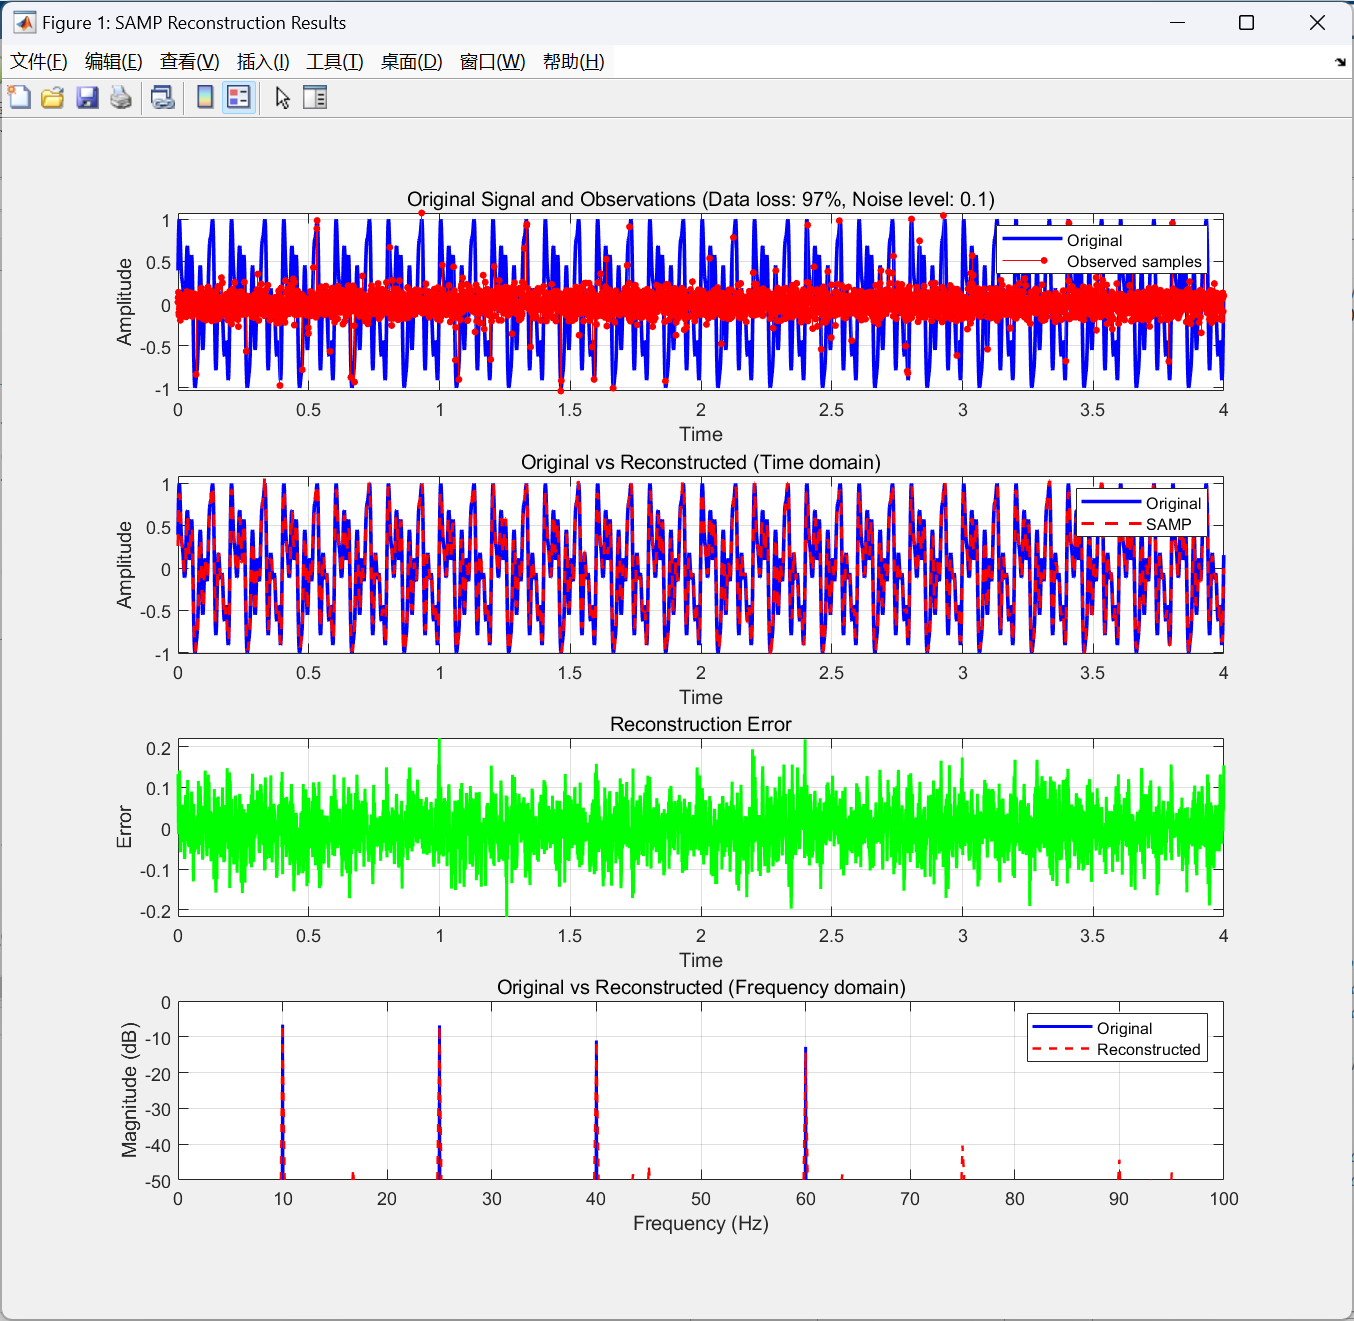 Figure 1: SAMP Reconstruction Results
文件(F) 编辑(E) 查看(V) 插入(I) 工具(T) 桌面(D) 窗口(W) 帮助(H)
Original Signal and Observations (Data loss: 97%, Noise level: 0.1)
Original
Observed samples
Amplitude
1
0.5
0
-0.5
-1
0 0.5 1 1.5 2 2.5 3 3.5 4
Time
Original vs Reconstructed (Time domain)
Original
SAMP
Amplitude
1
0.5
0
-0.5
-1
0 0.5 1 1.5 2 2.5 3 3.5 4
Time
Reconstruction Error
Error
0.2
0.1
0
-0.1
-0.2
0 0.5 1 1.5 2 2.5 3 3.5 4
Time
Original vs Reconstructed (Frequency domain)
Original
Reconstructed
Magnitude (dB)
0
-10
-20
-30
-40
-50
0 10 20 30 40 50 60 70 80 90 100
Frequency (Hz)